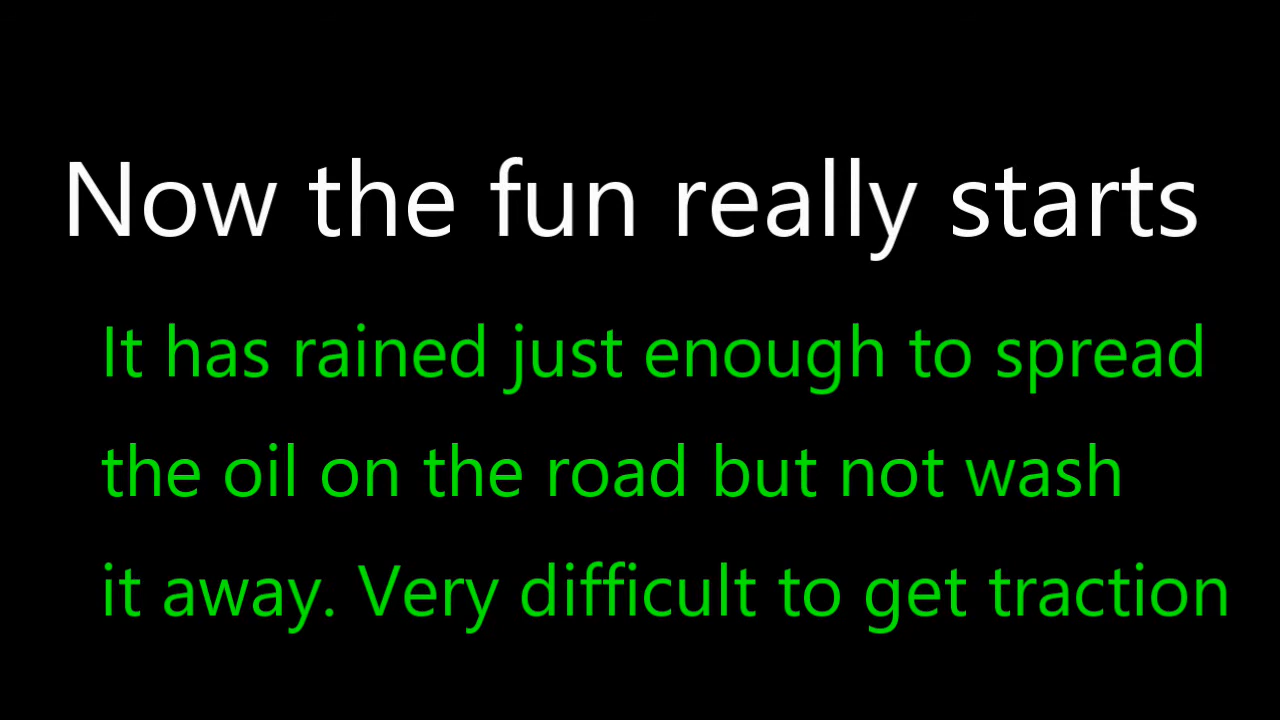 Now the fun really starts
It has rained just enough to spread
the oil on the road but not wash
it away. Very difficult to get traction